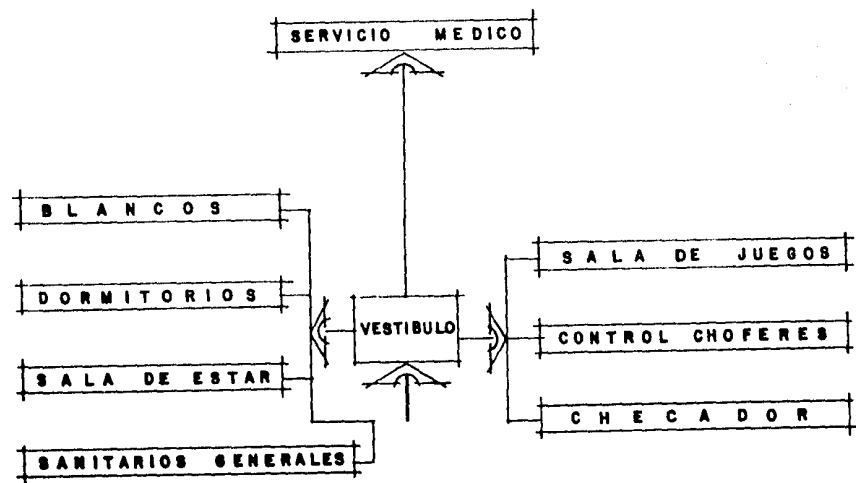 SERVICIO MEDICO
BLANCOS
DORMITORIOS
SALA DE ESTAR
SANITARIOS GENERALES
VESTIBULO
SALA DE JUEGOS
CONTROL CHOFERES
CHECADOR